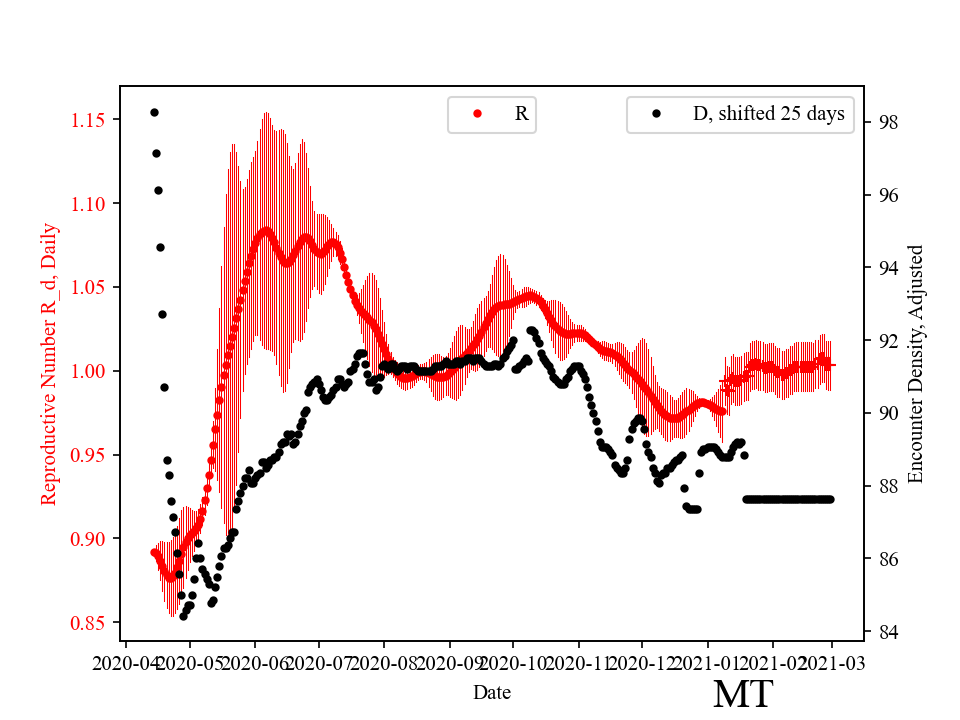 R
D, shifted 25 days
Reproductive Number R_d, Daily
1.15
1.10
1.05
1.00
0.95
0.90
0.85
98
96
94
92
90
88
86
84
Encounter Density, Adjusted
2020-04 2020-05 2020-06 2020-07 2020-08 2020-09 2020-10 2020-11 2020-12 2021-01 2021-02 2021-03
Date
MT